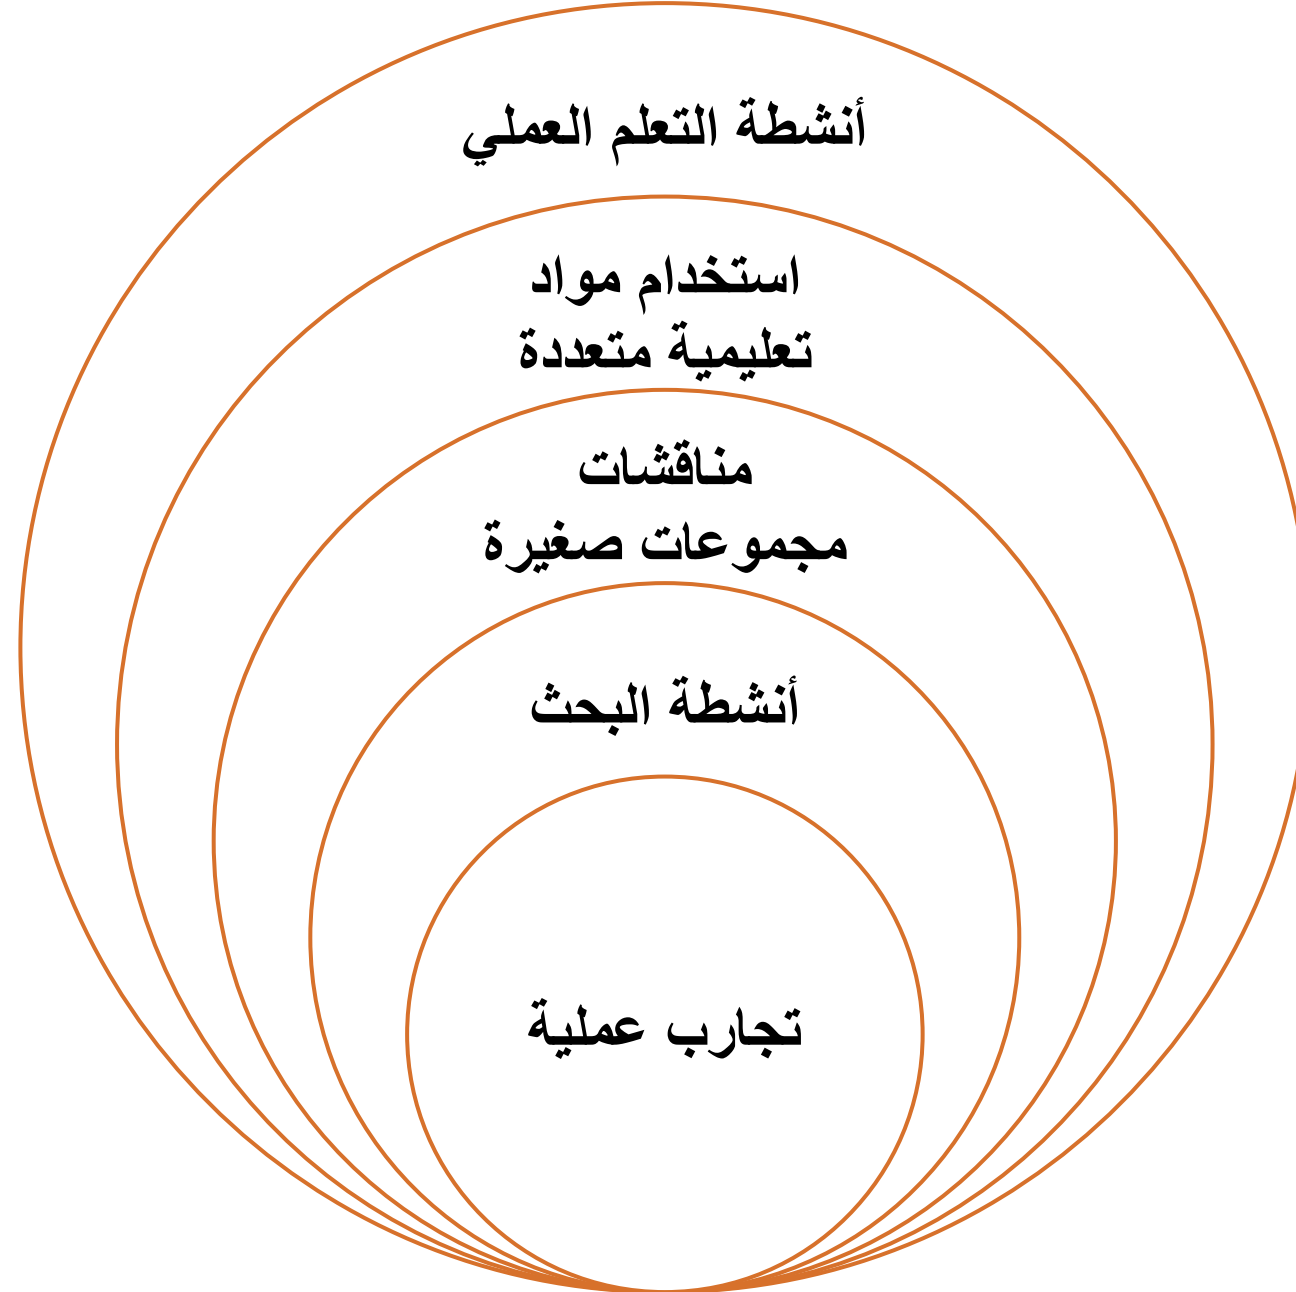 أنشطة التعلم العملي
استخدام مواد
تعليمية متعددة
مناقشات
مجموعات صغيرة
أنشطة البحث
تجارب عملية